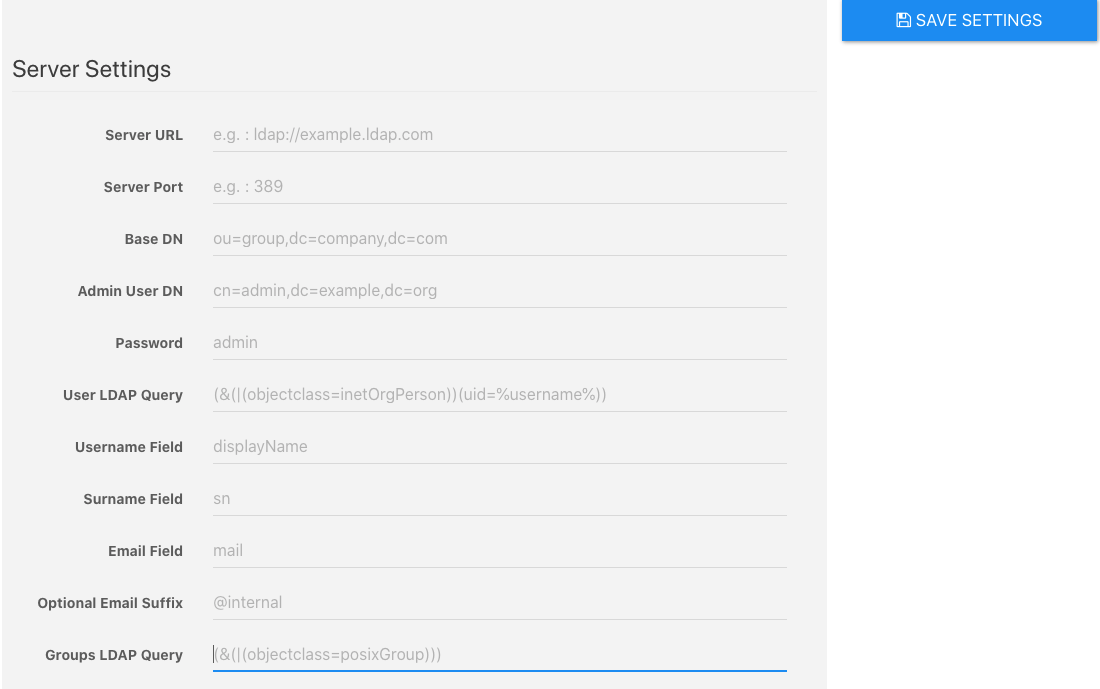 SAVE SETTINGS
Server Settings
Server URL e.g. : ldap://example.ldap.com
Server Port e.g. : 389
Base DN ou=group,dc=company,dc=com
Admin User DN cn=admin,dc=example,dc=org
Password admin
User LDAP Query (&(|(objectclass=inetOrgPerson))(uid=%username%))
Username Field displayName
Surname Field sn
Email Field mail
Optional Email Suffix @internal
Groups LDAP Query (&(|(objectclass=posixGroup)))